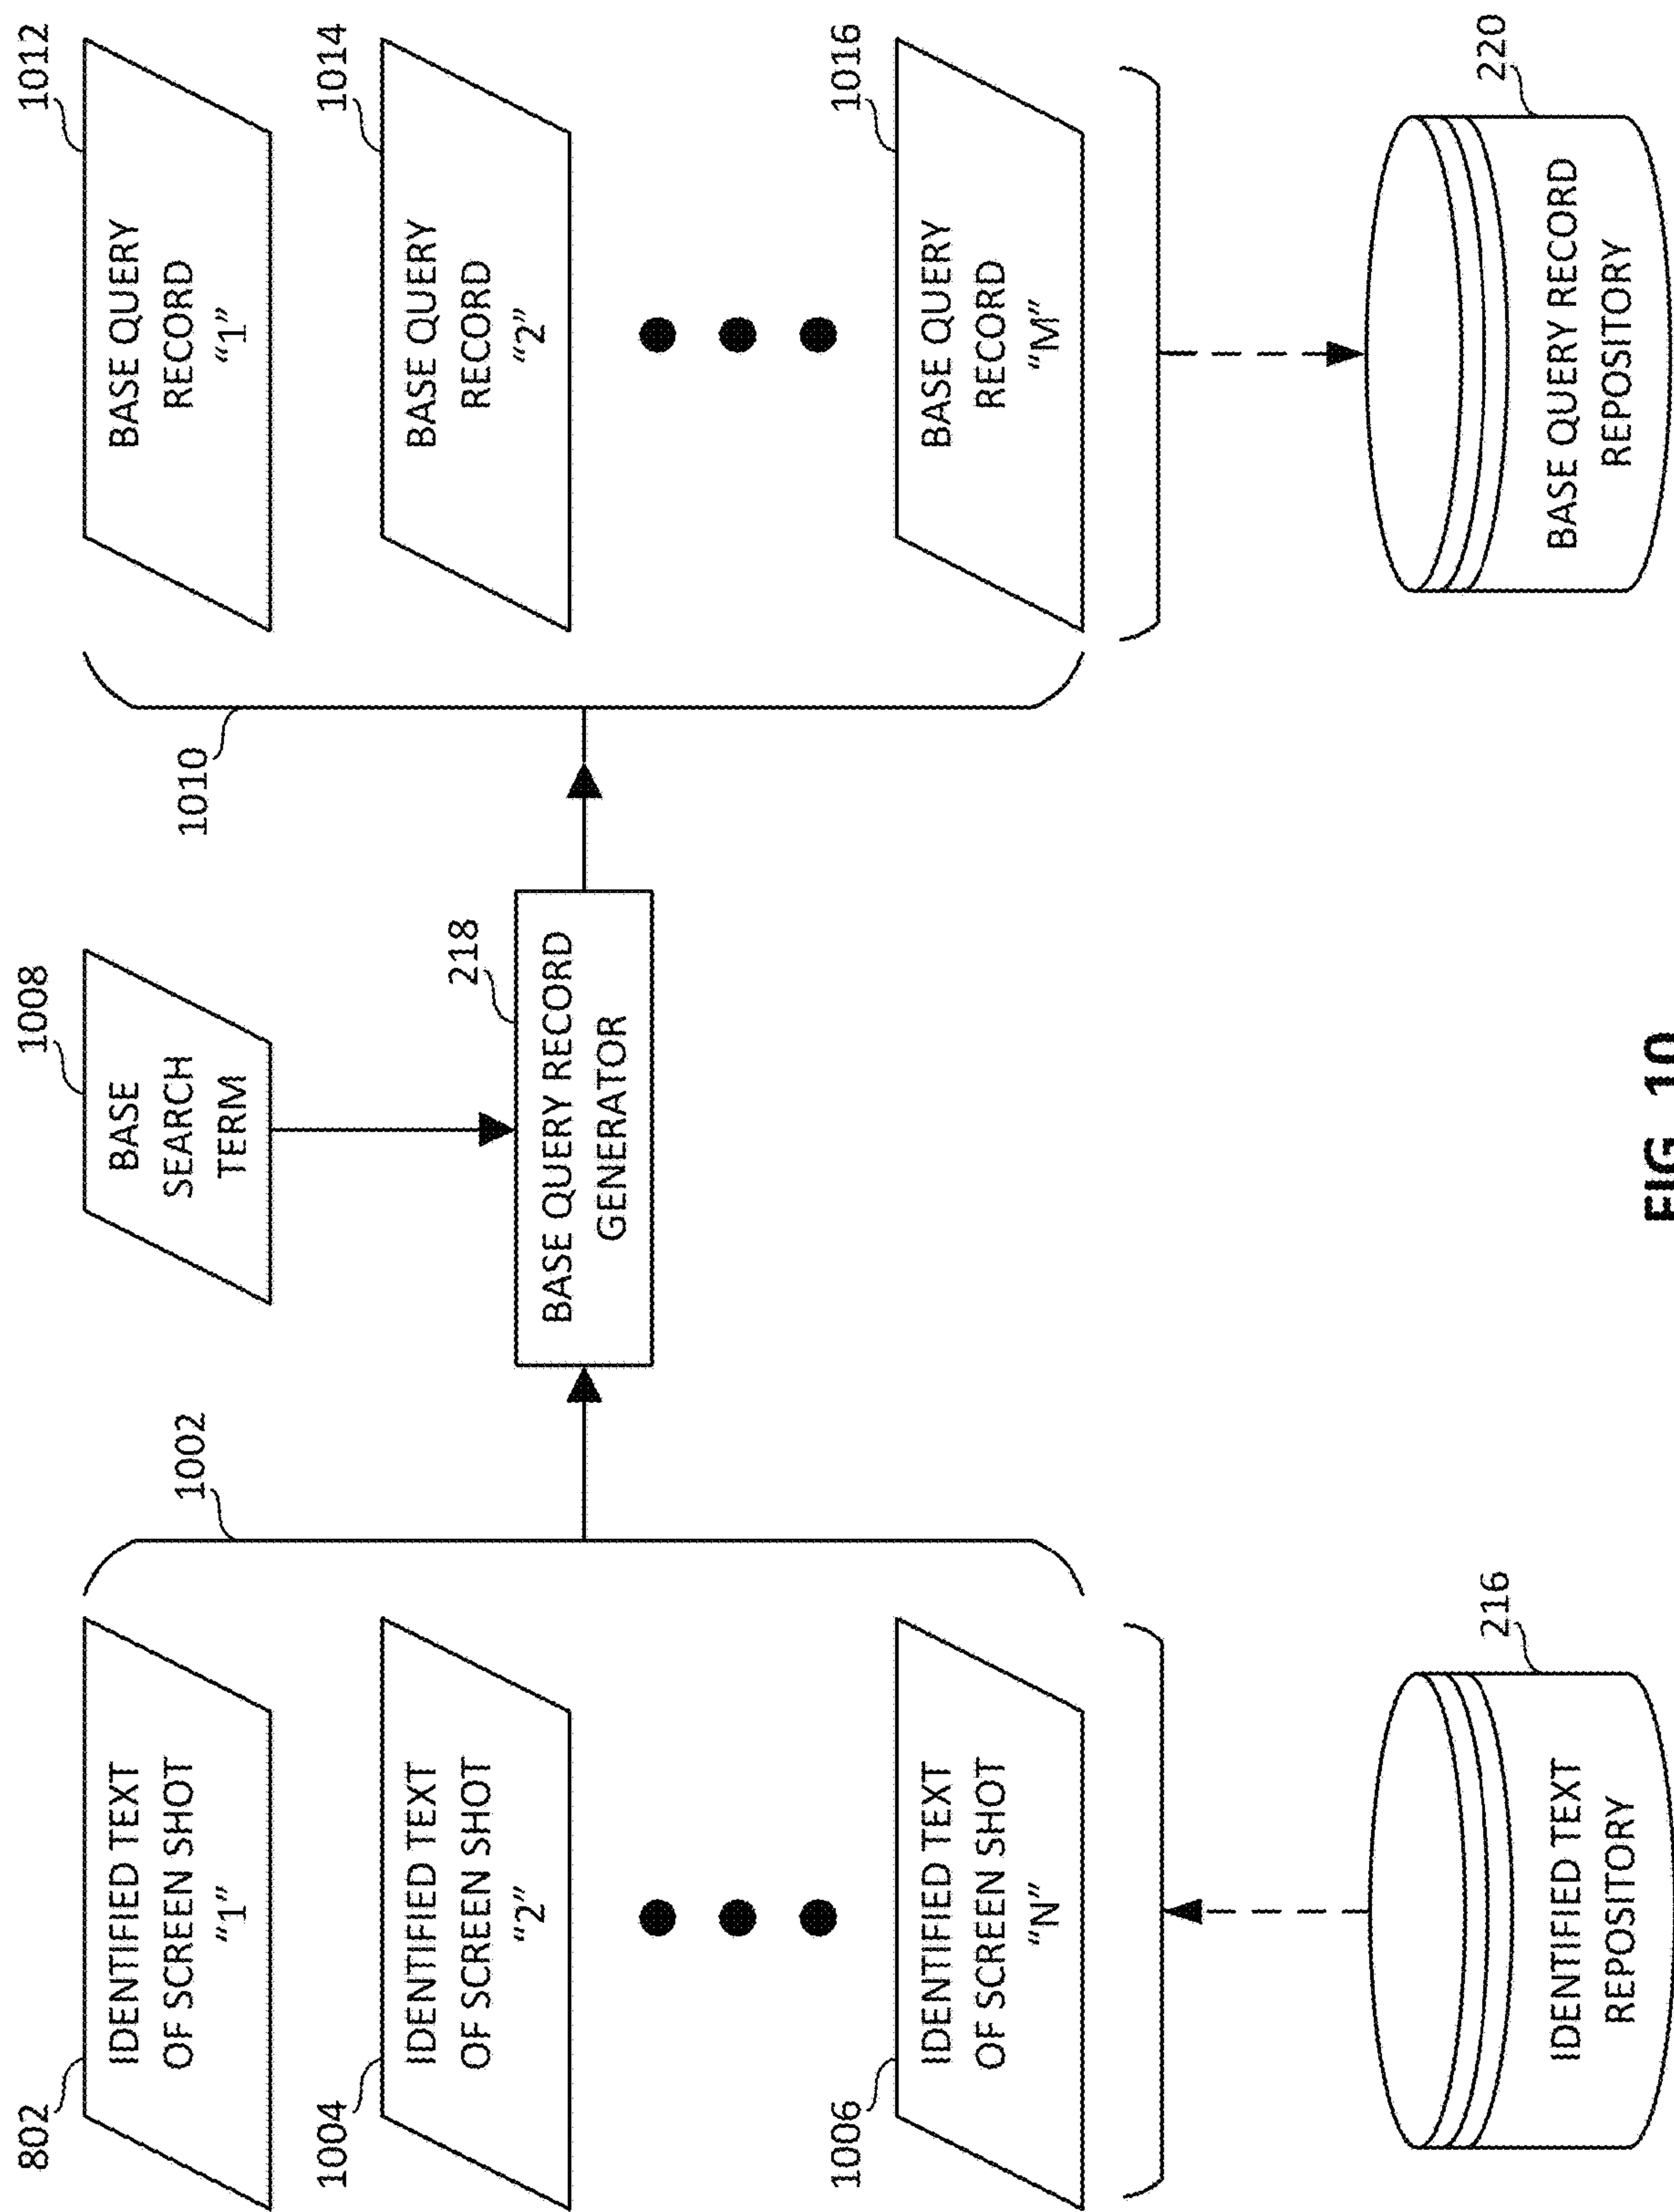 802
IDENTIFIED TEXT
OF SCREEN SHOT
“1”
1004
IDENTIFIED TEXT
OF SCREEN SHOT
“2”
1006
IDENTIFIED TEXT
OF SCREEN SHOT
“N”
1002
216
IDENTIFIED TEXT
REPOSITORY
1008
BASE
SEARCH
TERM
218
BASE QUERY RECORD
GENERATOR
1010
1012
BASE QUERY
RECORD
“1”
1014
BASE QUERY
RECORD
“2”
1016
BASE QUERY
RECORD
“M”
220
BASE QUERY RECORD
REPOSITORY
FIG. 10